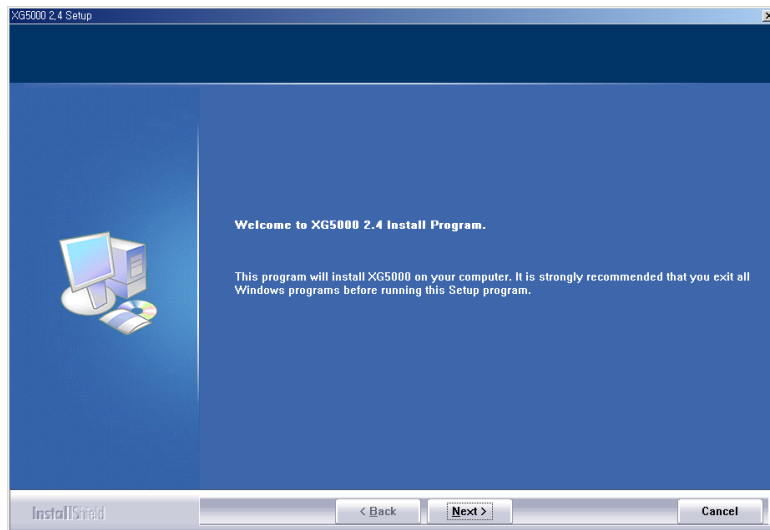 XG5000 2,4 Setup
Welcome to XG5000 2.4 Install Program.
This program will install XG5000 on your computer. It is strongly recommended that you exit all
Windows programs before running this Setup program.
InstallShield
< Back
Next >
Cancel